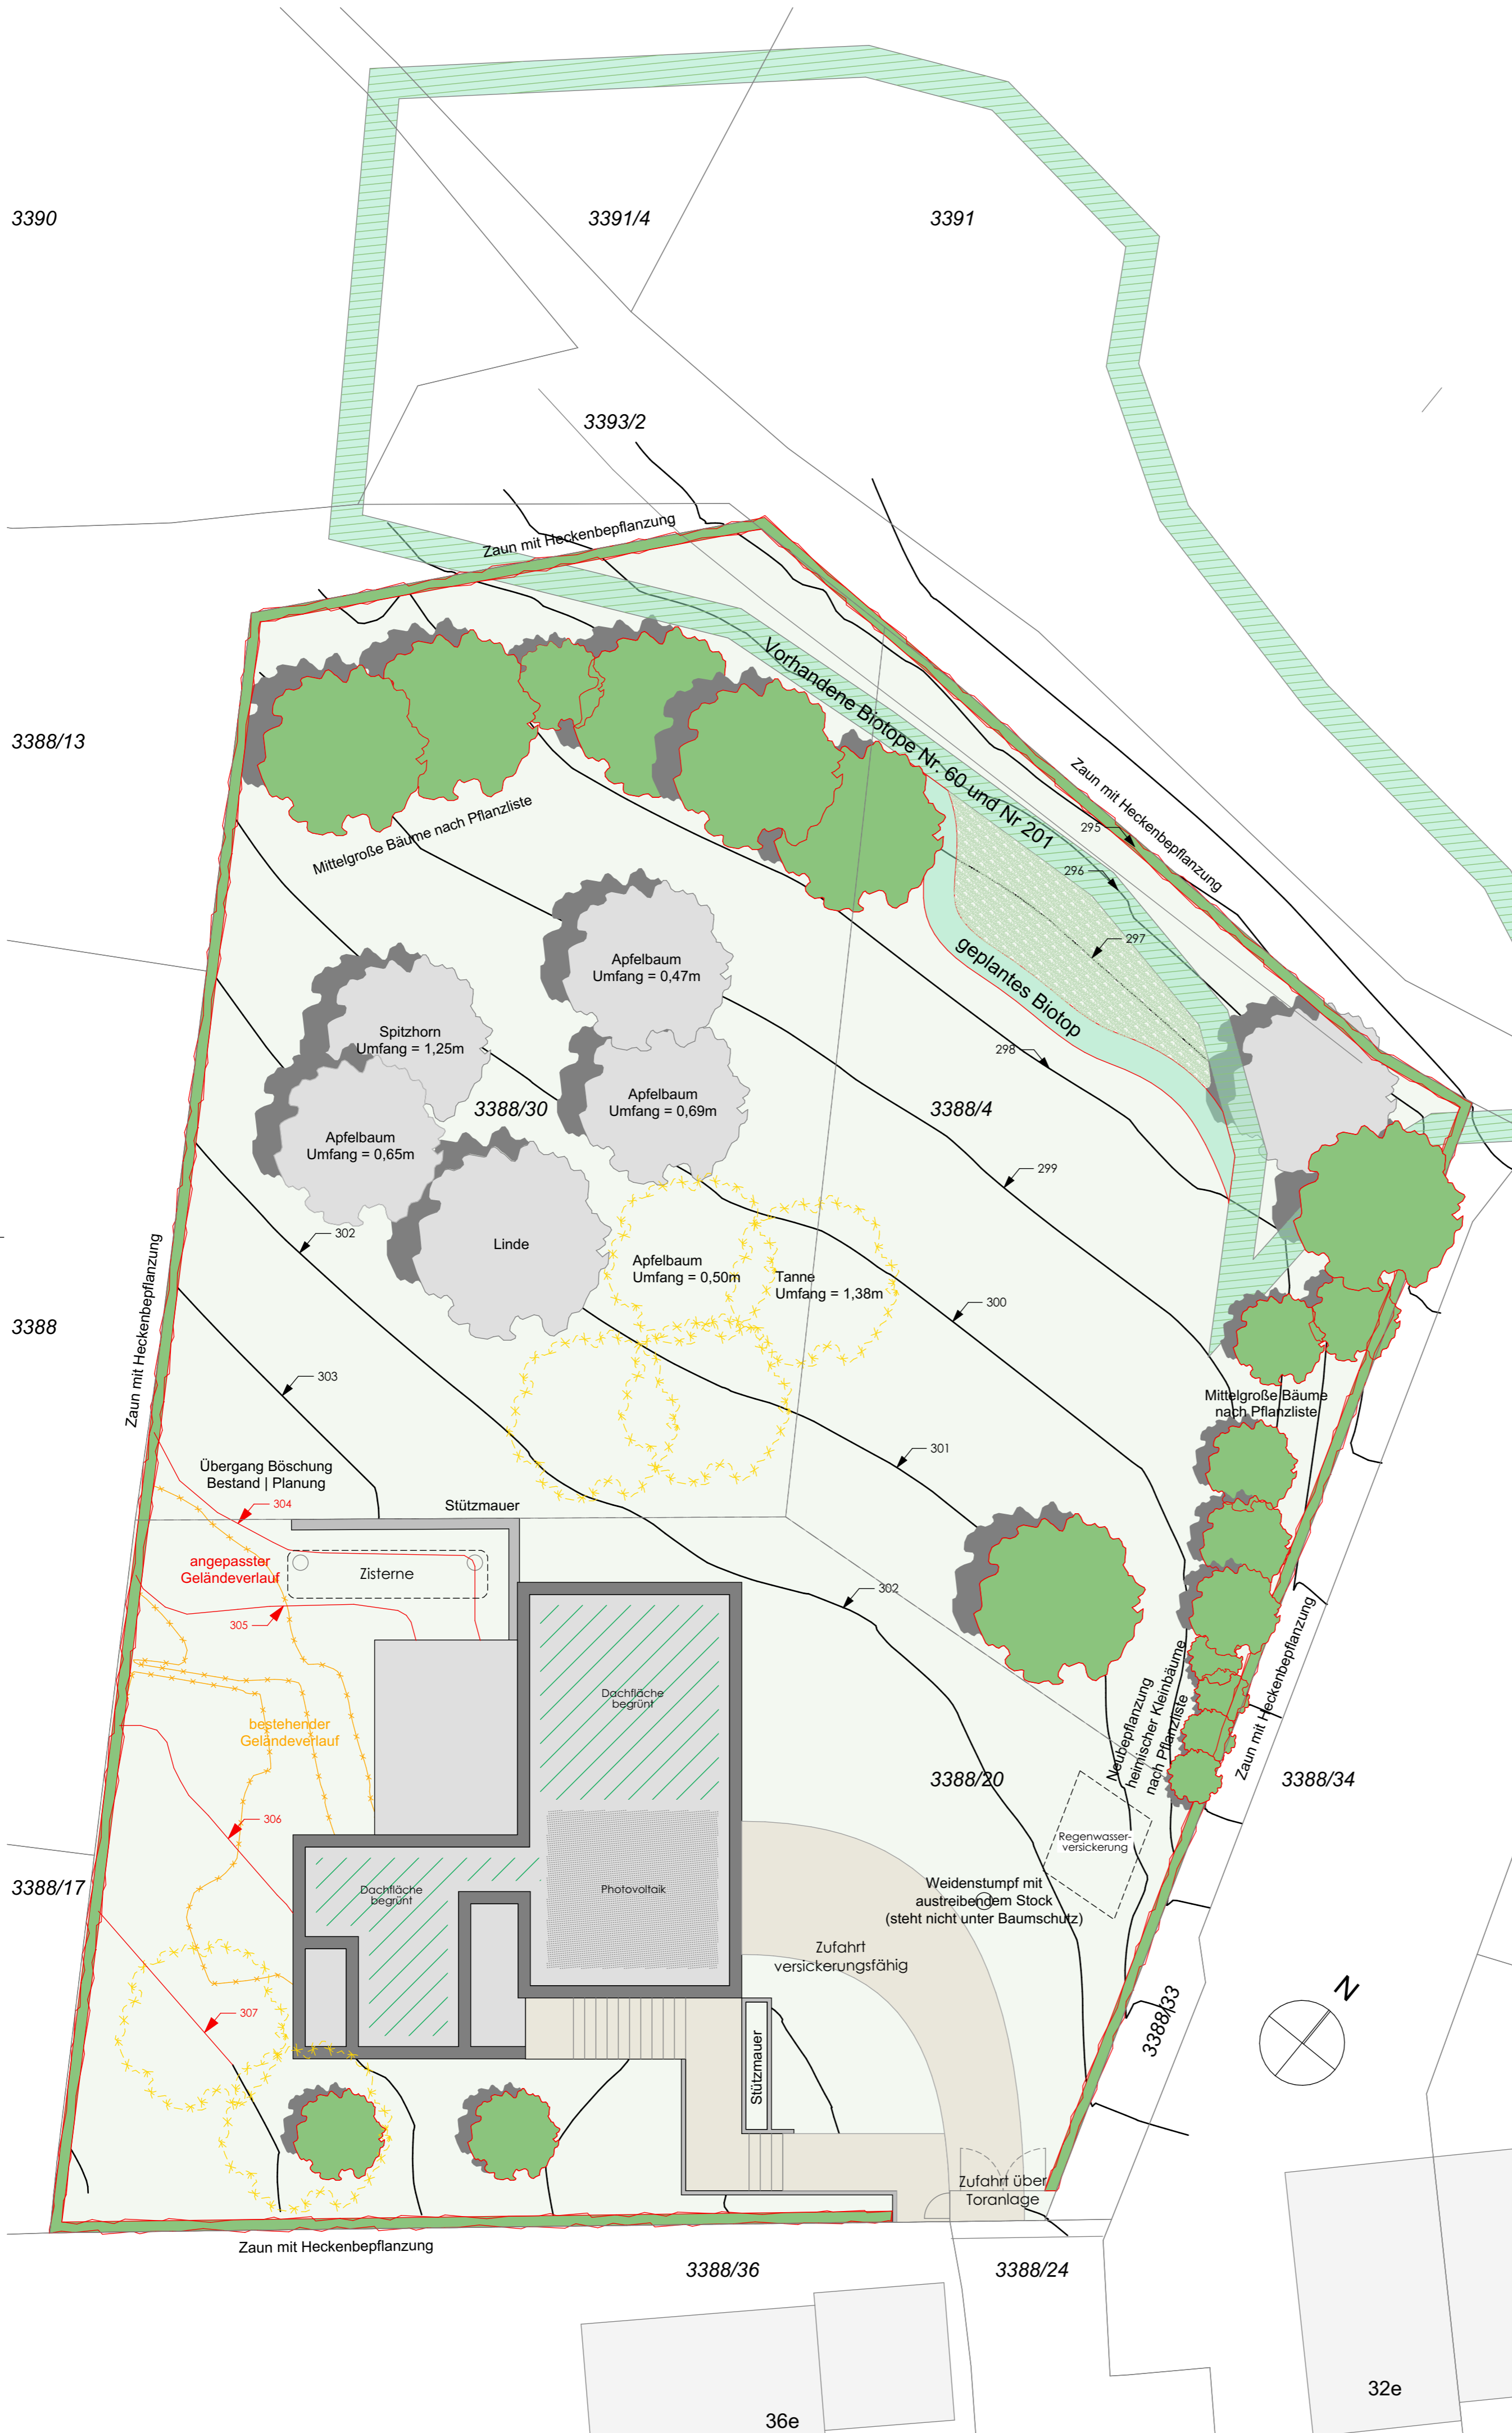 3390
3391/4
3391
3393/2
Zaun mit Heckenbepflanzung
3388/13
Vorhandene Biotope Nr. 60 und Nr 201
Zaun mit Heckenbepflanzung
Mittelgroße Bäume nach Pflanzliste
295
296
297
geplantes Biotop
Apfelbaum
Umfang = 0,47m
Spitzhorn
Umfang = 1,25m
298
Apfelbaum
Umfang = 0,69m
3388/30
3388/4
Apfelbaum
Umfang = 0,65m
299
302
Linde
Apfelbaum
Umfang = 0,50m
Tanne
Umfang = 1,38m
300
3388
Zaun mit Heckenbepflanzung
303
Mittelgroße Bäume
nach Pflanzliste
301
Übergang Böschung
Bestand | Planung
304
Stützmauer
angepasster
Geländeverlauf
Zisterne
302
305
Dachfläche
begrünt
Neubepflanzung
heimischer Kleinbäume
nach Pflanzliste
Zaun mit Heckenbepflanzung
bestehender
Geländeverlauf
3388/20
3388/34
306
Regenwasser-
versickerung
3388/17
Dachfläche
begrünt
Photovoltaik
Weidenstumpf mit
austreibendem Stock
(steht nicht unter Baumschutz)
Zufahrt
versickerungsfähig
307
N
3388/33
Stützmauer
Zufahrt über
Toranlage
Zaun mit Heckenbepflanzung
3388/36
3388/24
32e
36e